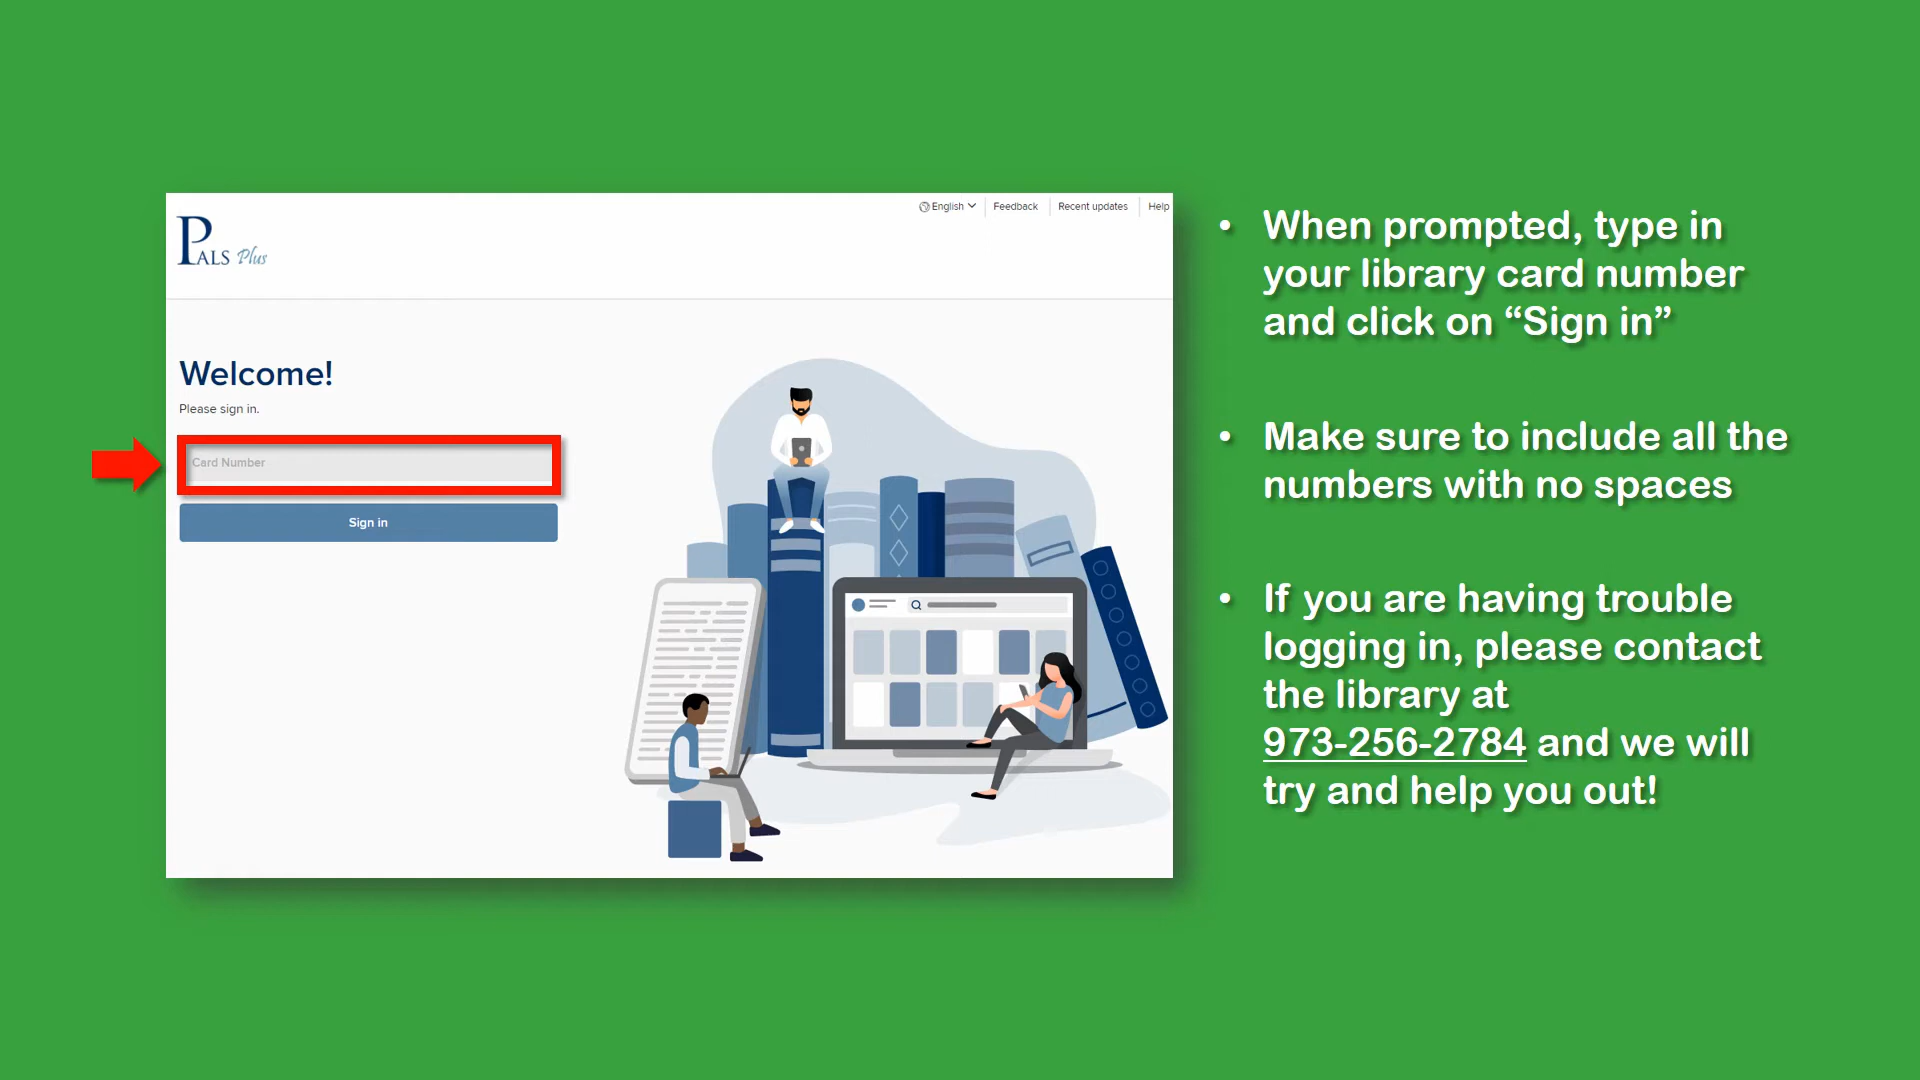 English
Feedback
Recent updates
Help
PALS Plus
Welcome!
Please sign in.
Card Number
Sign in
• When prompted, type in
your library card number
and click on “Sign in”
• Make sure to include all the
numbers with no spaces
• If you are having trouble
logging in, please contact
the library at
973-256-2784 and we will
try and help you out!